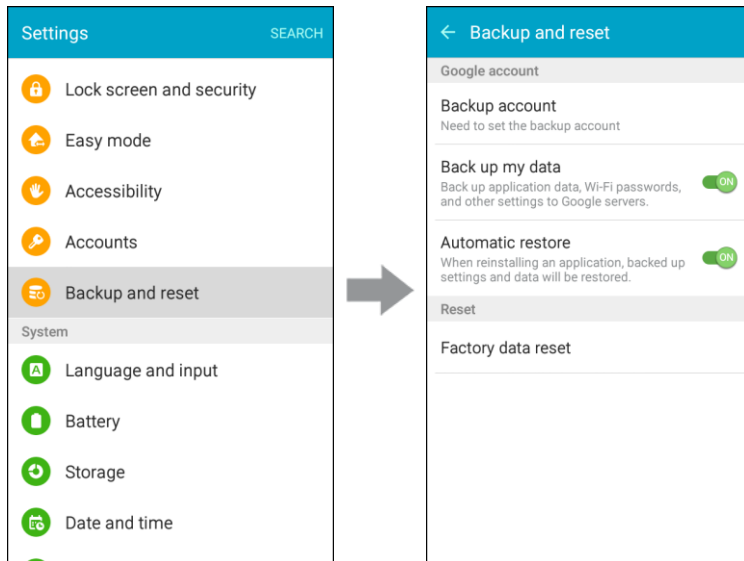 Settings
SEARCH
Lock screen and security
Easy mode
Accessibility
Accounts
Backup and reset
System
Language and input
Battery
Storage
Date and time
Backup and reset
Google account
Backup account
Need to set the backup account
Back up my data
Back up application data, Wi-Fi passwords,
and other settings to Google servers.
ON
Automatic restore
When reinstalling an application, backed up
settings and data will be restored.
ON
Reset
Factory data reset